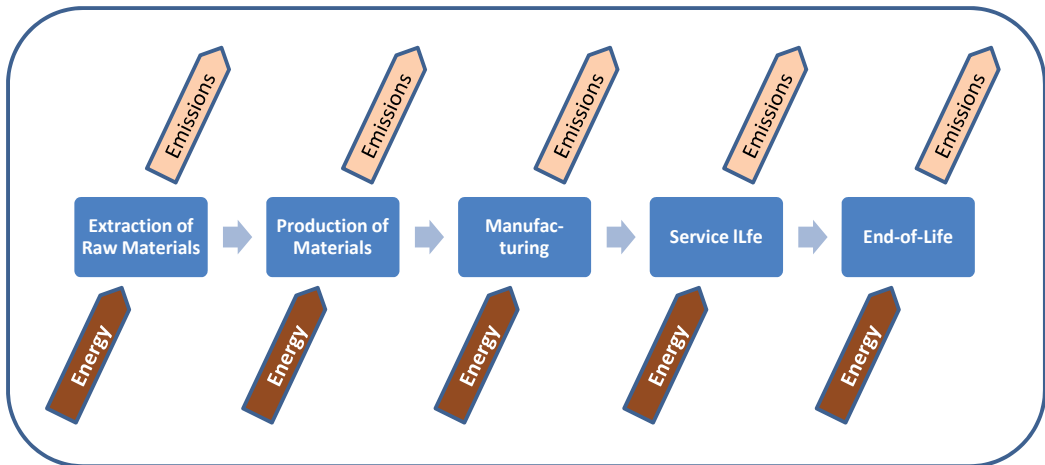 Emissions
Emissions
Emissions
Emissions
Emissions
Extraction of
Raw Materials
Production of
Materials
Manufac-
turing
Service lLfe
End-of-Life
Energy
Energy
Energy
Energy
Energy